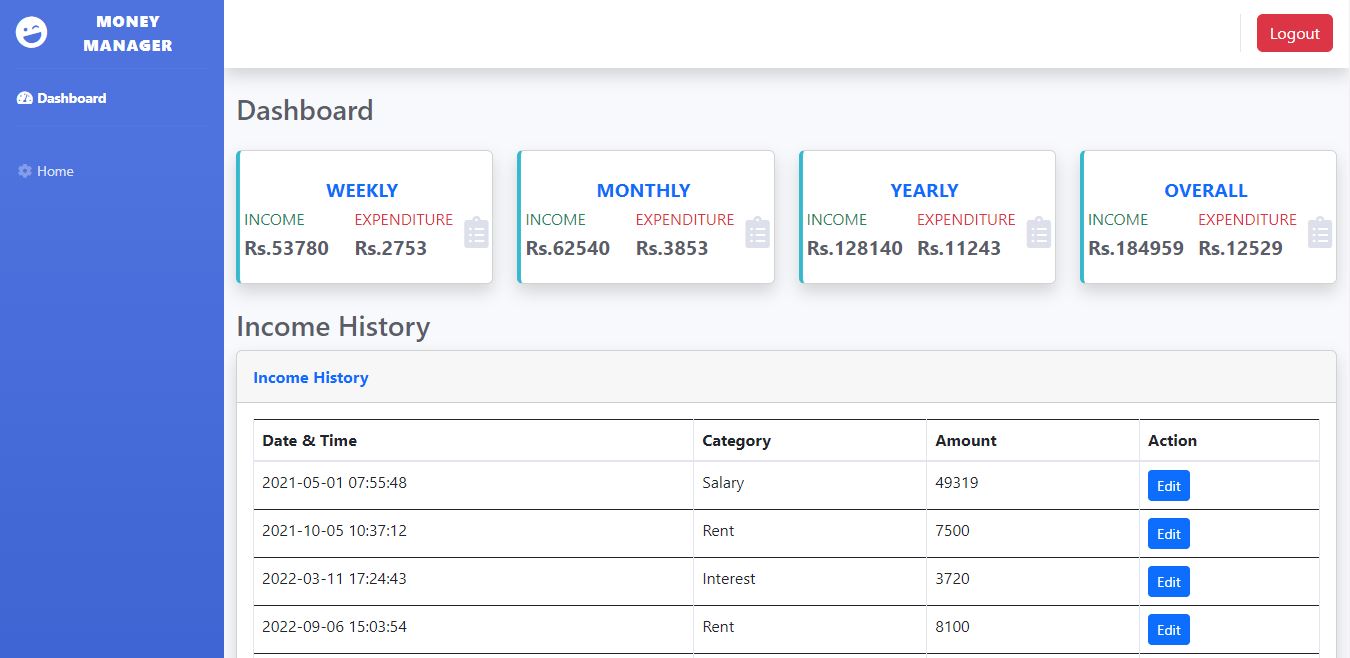 MONEY
MANAGER
Logout
Dashboard
Home
Dashboard
WEEKLY
INCOME EXPENDITURE
Rs.53780 Rs.2753
MONTHLY
INCOME EXPENDITURE
Rs.62540 Rs.3853
YEARLY
INCOME EXPENDITURE
Rs.128140 Rs.11243
OVERALL
INCOME EXPENDITURE
Rs.184959 Rs.12529
Income History
Income History
Date & Time Category Amount Action
2021-05-01 07:55:48 Salary 49319 Edit
2021-10-05 10:37:12 Rent 7500 Edit
2022-03-11 17:24:43 Interest 3720 Edit
2022-09-06 15:03:54 Rent 8100 Edit